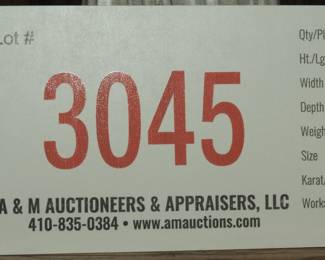 Lot #
3045
A & M AUCTIONEERS & APPRAISERS, LLC
410-835-0384 • www.amauctions.com
Qty/Pi
Ht./Lg
Width
Depth
Weigh
Size
Karat/
Works